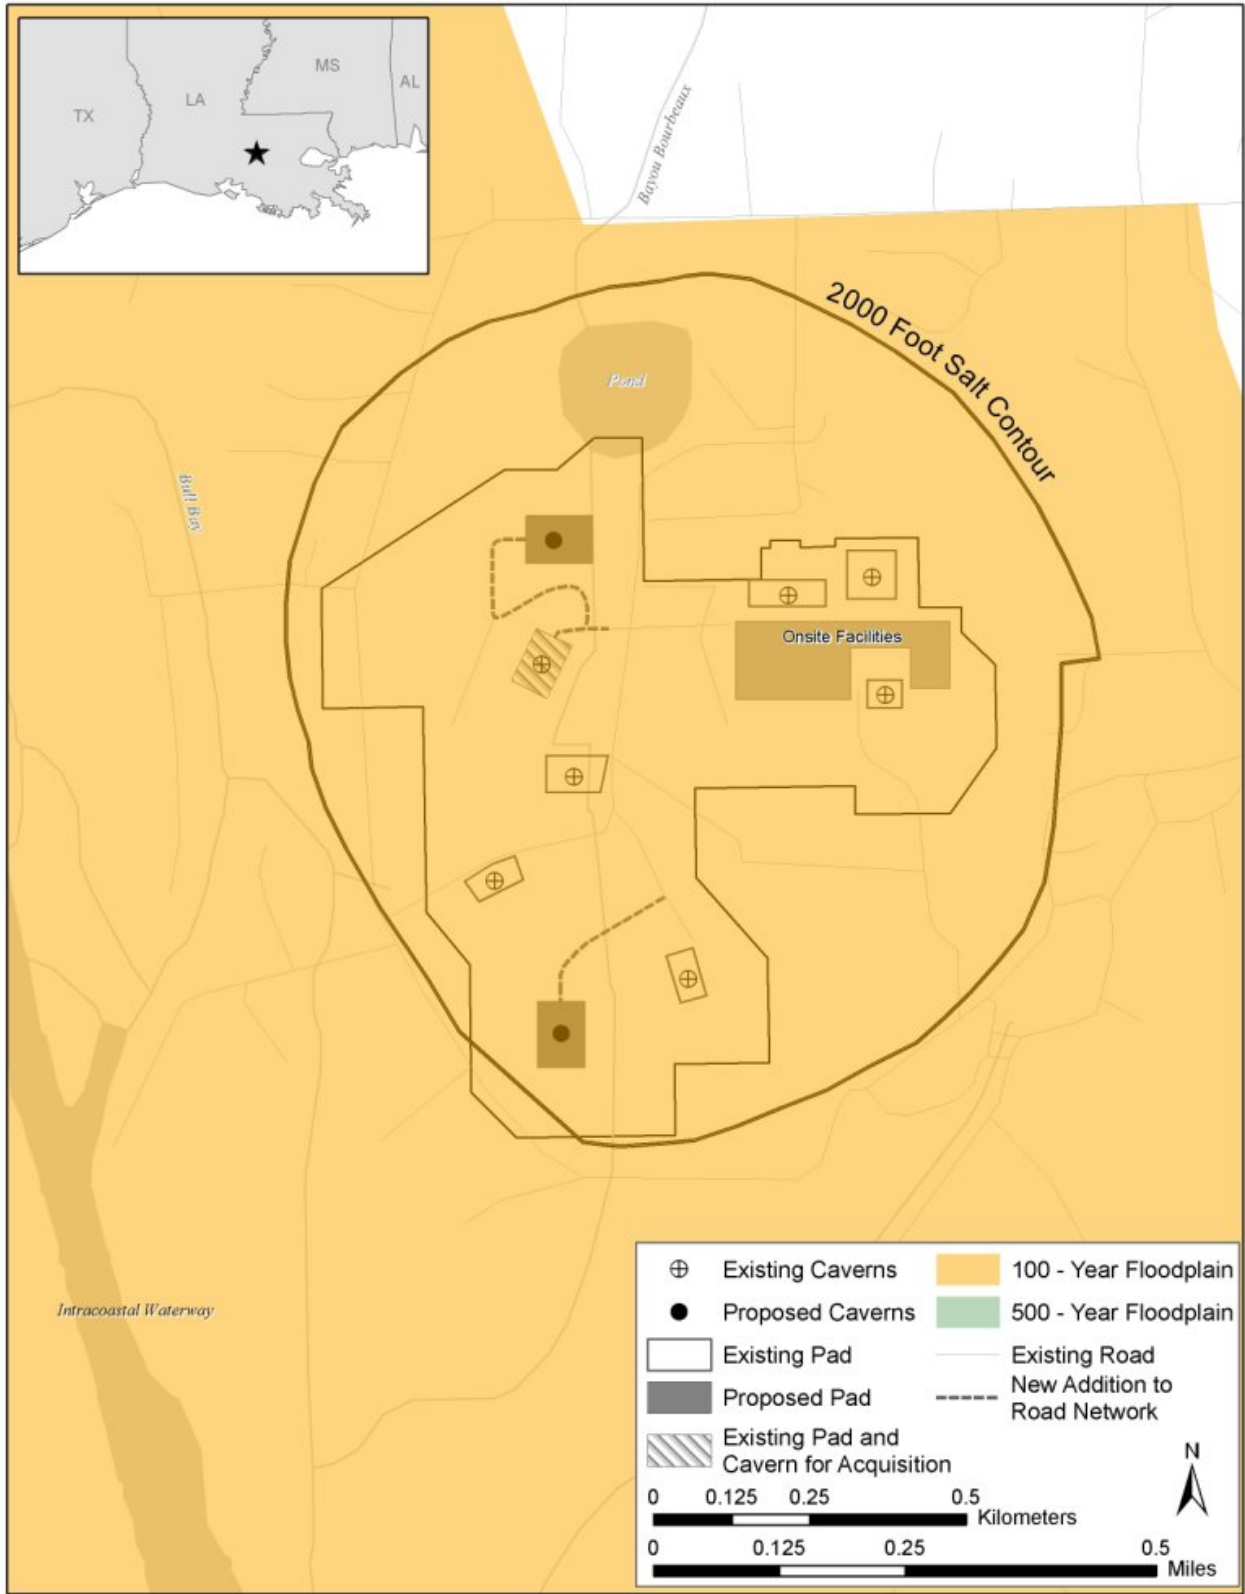 TX
LA
MS
AL
Bayou Bourbeaux
2000 Foot Salt Contour
Pond
Bull Bay
Onsite Facilities
Intracoastal Waterway
Existing Caverns
Proposed Caverns
Existing Pad
Proposed Pad
Existing Pad and
Cavern for Acquisition
100 - Year Floodplain
500 - Year Floodplain
Existing Road
New Addition to
Road Network
N
0 0.125 0.25 0.5
Kilometers
0 0.125 0.25 0.5
Miles